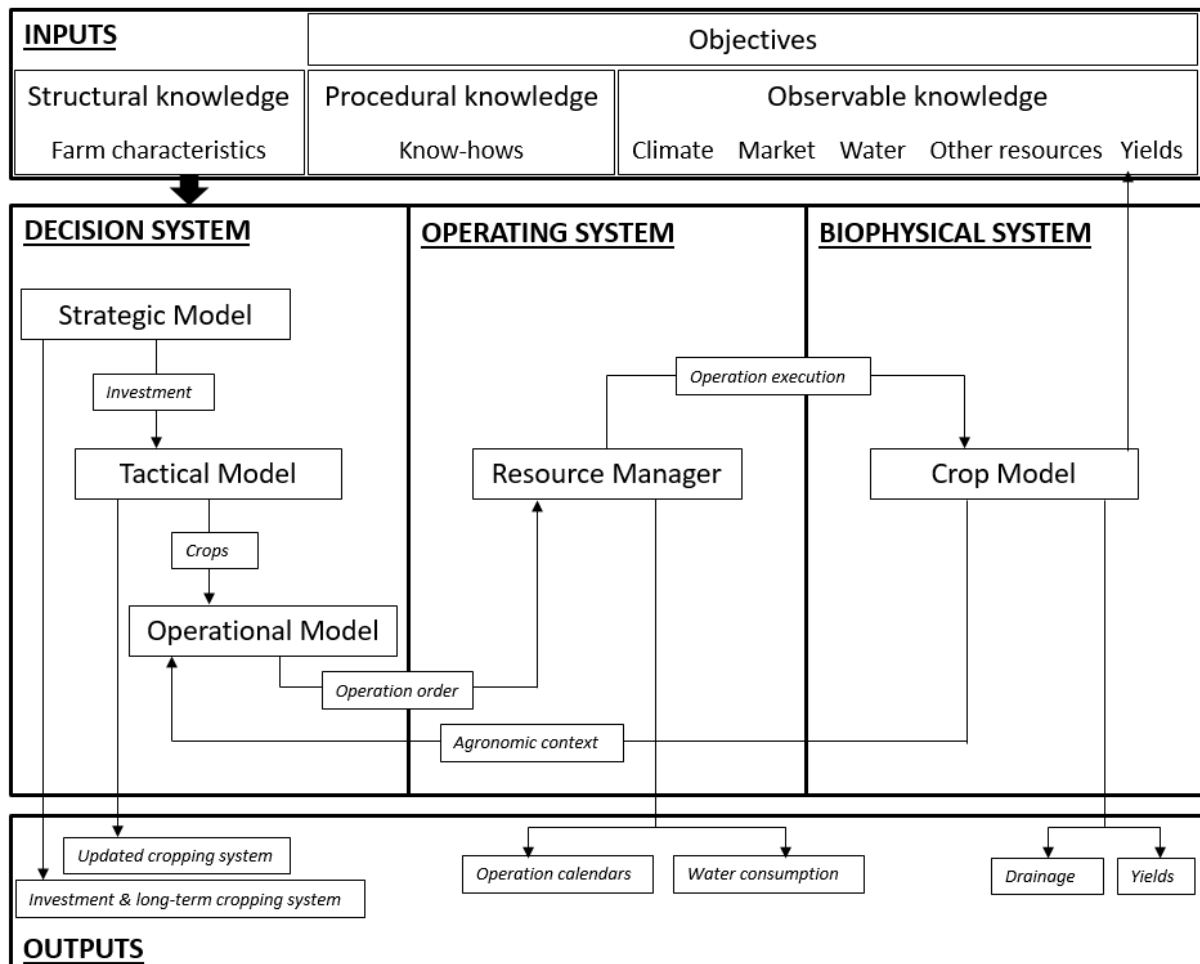 INPUTS
Objectives
Structural knowledge
Procedural knowledge
Observable knowledge
Farm characteristics
Know-hows
Climate Market Water Other resources Yields
DECISION SYSTEM
OPERATING SYSTEM
BIOPHYSICAL SYSTEM
Strategic Model
Operation execution
Investment
Tactical Model
Resource Manager
Crop Model
Crops
Operational Model
Operation order
Agronomic context
Updated cropping system
Operation calendars
Water consumption
Drainage
Yields
Investment & long-term cropping system
OUTPUTS